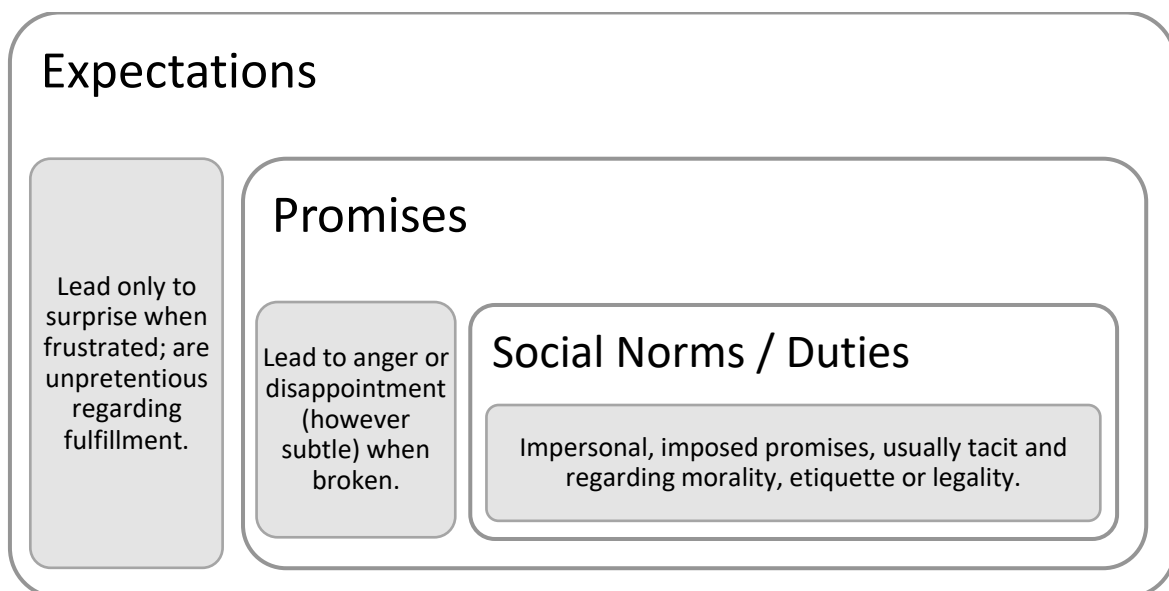 Expectations
Lead only to
surprise when
frustrated; are
unpretentious
regarding
fulfillment.
Promises
Lead to anger or
disappointment
(however
subtle) when
broken.
Social Norms / Duties
Impersonal, imposed promises, usually tacit and
regarding morality, etiquette or legality.